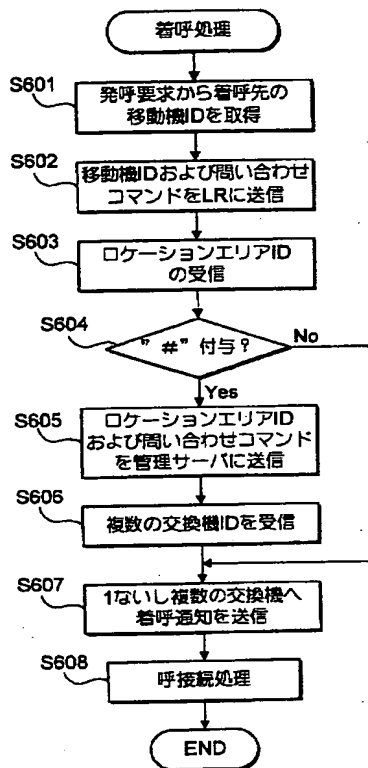 着呼処理
S601
発呼要求から着呼先の
移動機IDを取得
S602
移動機IDおよび問い合わせ
コマンドをLRに送信
S603
ロケーションエリアID
の受信
S604
”#”付与?
No
Yes
S605
ロケーションエリアID
および問い合わせコマンド
を管理サーバに送信
S606
複数の交換機IDを受信
S607
1ないし複数の交換機へ
着呼通知を送信
S608
呼接続処理
END